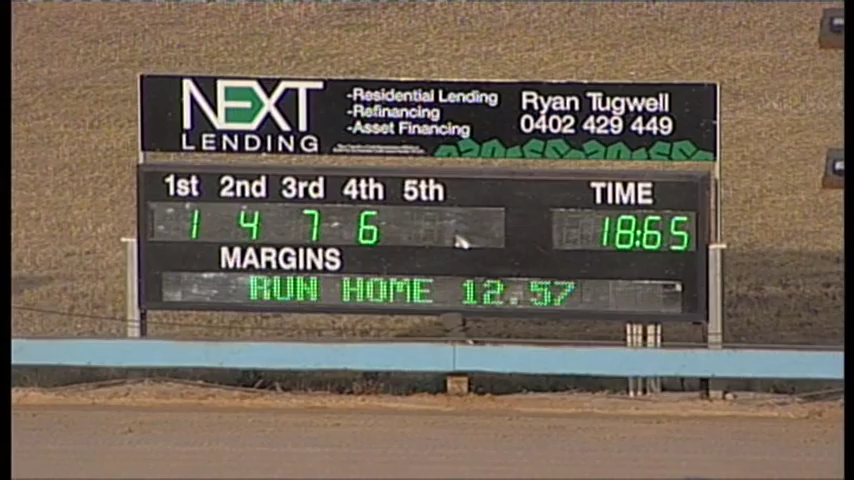 NEXT
LENDING
-Residential Lending
-Refinancing
-Asset Financing
Ryan Tugwell
0402 429 449
1st 2nd 3rd 4th 5th TIME
1 4 7 6 18:65
MARGINS
RUN HOME 12.57